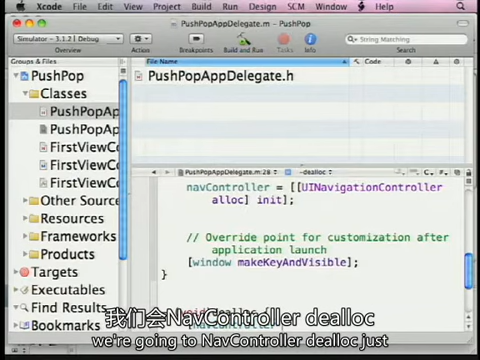 Xcode File Edit View Project Build Run Design SCM Window Help
PushPopAppDelegate.m – PushPop
Simulator - 3.1.2 | Debug
String Matching
Overview Action Breakpoints Build and Run Tasks Info Search
Groups & Files
File Name
Code
PushPop
PushPopAppDelegate.h
Classes
PushPopAp
PushPopAp
FirstViewCo
FirstViewCo
Other Source
Resources
Frameworks
Products
Targets
Executables
Find Results
Bookmarks
PushPopAppDelegate.m:28
-dealloc
navController = [[UINavigationController
alloc] init];
// Override point for customization after
application launch
[window makeKeyAndVisible];
}
我们会NavController dealloc
we're going to NavController dealloc just